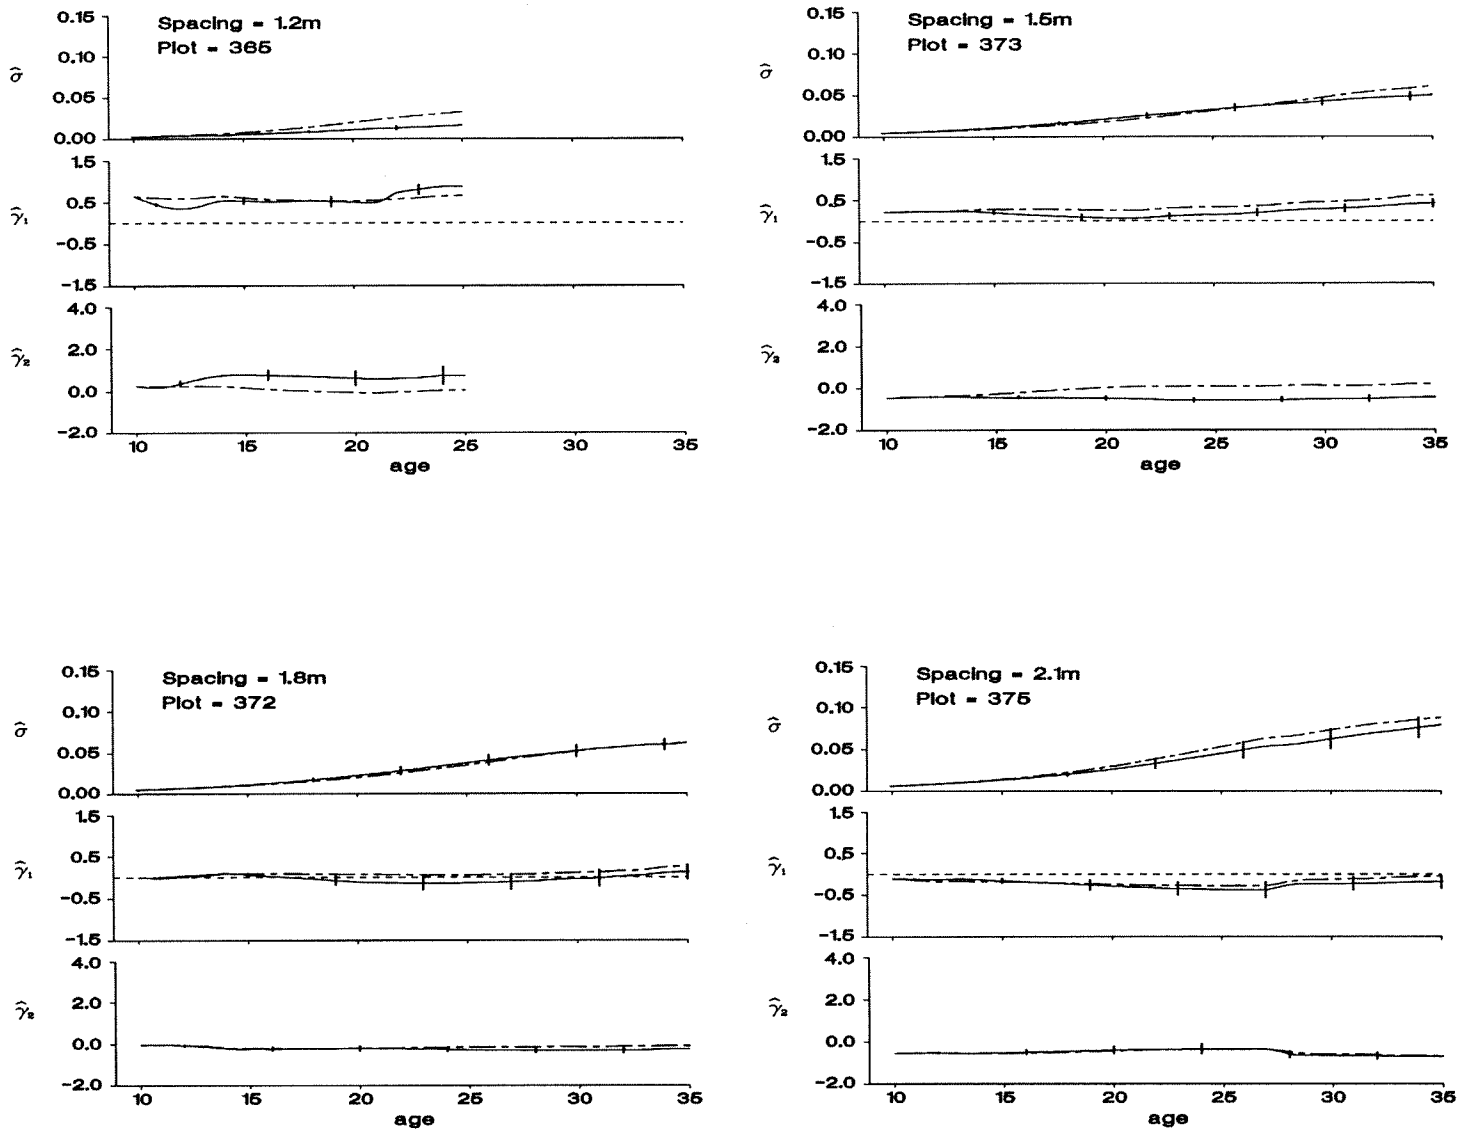 Spacing = 1.2m
Plot = 365
0.15
0.10
0.05
0.00
σ̂
1.5
0.5
-0.5
-1.5
γ̂₁
4.0
2.0
0.0
-2.0
γ̂₂
10 15 20 25 30 35
age
Spacing = 1.5m
Plot = 373
0.15
0.10
0.05
0.00
σ̂
1.5
0.5
-0.5
-1.5
γ̂₁
4.0
2.0
0.0
-2.0
γ̂₂
10 15 20 25 30 35
age
Spacing = 1.8m
Plot = 372
0.15
0.10
0.05
0.00
σ̂
1.5
0.5
-0.5
-1.5
γ̂₁
4.0
2.0
0.0
-2.0
γ̂₂
10 15 20 25 30 35
age
Spacing = 2.1m
Plot = 375
0.15
0.10
0.05
0.00
σ̂
1.5
0.5
-0.5
-1.5
γ̂₁
4.0
2.0
0.0
-2.0
γ̂₂
10 15 20 25 30 35
age